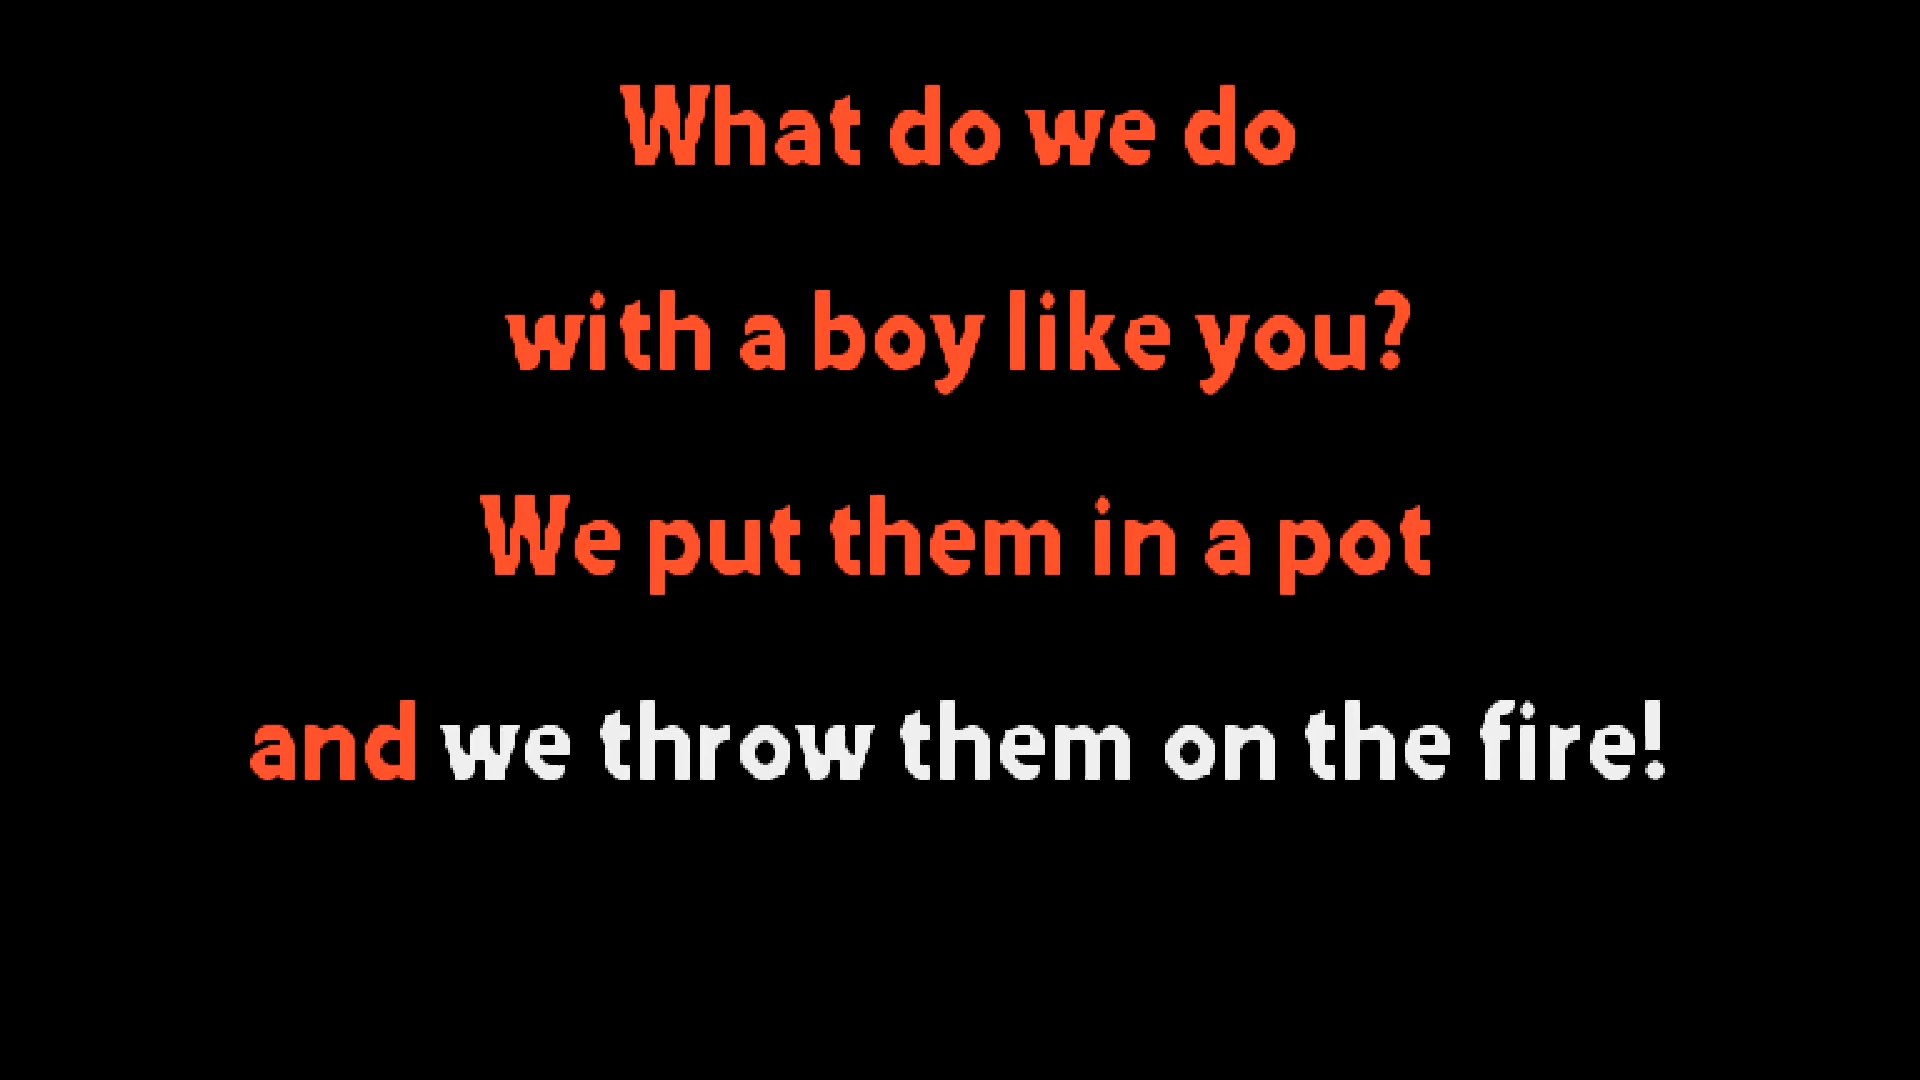 What do we do
with a boy like you?
We put them in a pot
and we throw them on the fire!